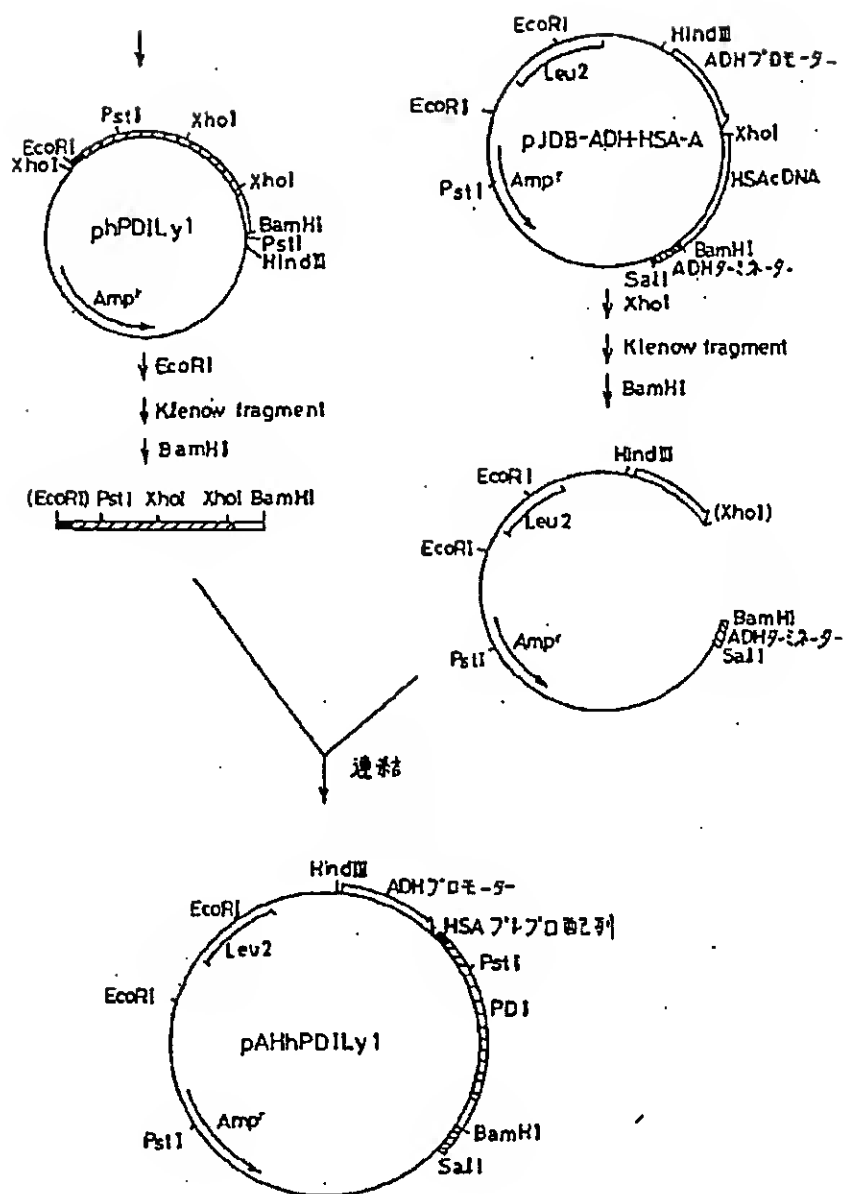 PstI
XhoI
EcoRI
XhoI
XhoI
phPDILy1
BamHI
PstI
HindIII
Ampʳ
EcoRI
Klenow fragment
BamHI
(EcoRI) PstI XhoI XhoI BamHI
EcoRI
HindIII
ADHプロモーター
Leu2
EcoRI
pJDB-ADH-HSA-A
XhoI
HSAcDNA
PstI
Ampʳ
BamHI
ADHターミネーター
SalI
XhoI
Klenow fragment
BamHI
HindIII
EcoRI
(XhoI)
Leu2
EcoRI
BamHI
ADHターミネーター
SalI
Ampʳ
PstI
連結
HindIII
ADHプロモーター
EcoRI
HSAプレプロ配列
Leu2
PstI
EcoRI
PDI
pAHhPDILy1
Ampʳ
PstI
BamHI
SalI